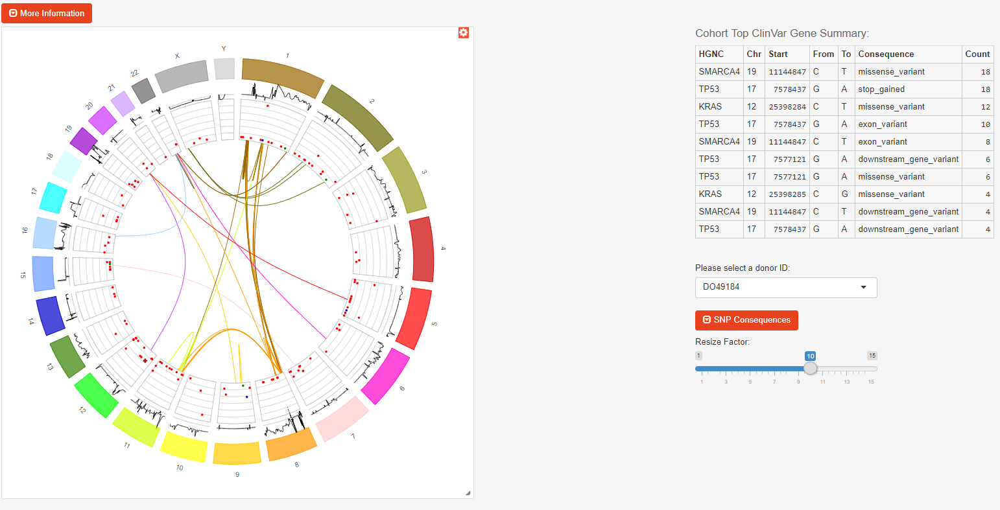 More Information
Y
1
2
3
4
5
6
7
8
9
10
11
12
13
14
15
16
17
18
19
20
21
22
X
Cohort Top ClinVar Gene Summary:
HGNC Chr Start From To Consequence Count
SMARCA4 19 11144847 C T missense_variant 18
TP53 17 7578437 G A stop_gained 18
KRAS 12 25398284 C T missense_variant 12
TP53 17 7578437 G A exon_variant 10
SMARCA4 19 11144847 C T exon_variant 8
TP53 17 7577121 G A downstream_gene_variant 6
TP53 17 7577121 G A missense_variant 6
KRAS 12 25398285 C G missense_variant 4
SMARCA4 19 11144847 C T downstream_gene_variant 4
TP53 17 7578437 G A downstream_gene_variant 4
Please select a donor ID:
DO49184
SNP Consequences
Resize Factor:
1 10 15
1 3 5 7 9 11 13 15